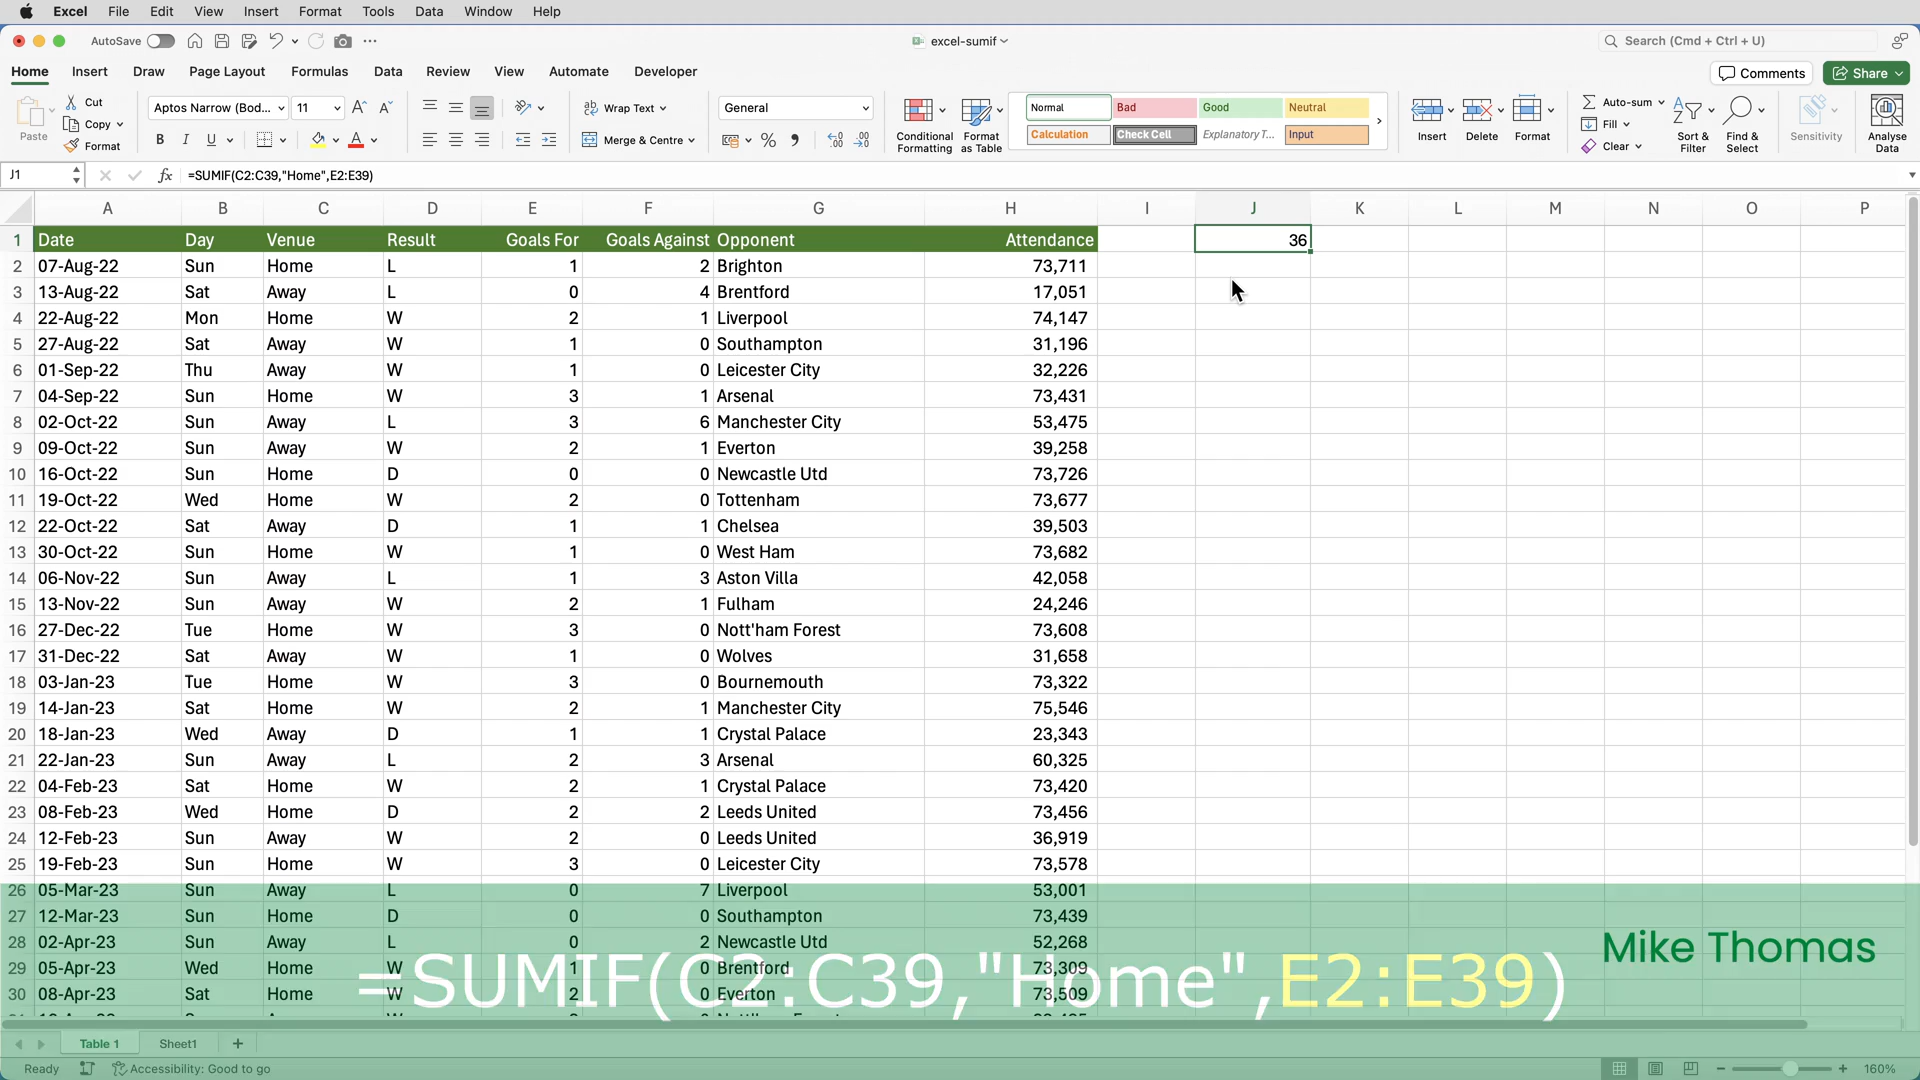 Excel File Edit View Insert Format Tools Data Window Help
AutoSave excel-sumif Search (Cmd + Ctrl + U)
Home Insert Draw Page Layout Formulas Data Review View Automate Developer Comments Share
Paste Cut Copy Format
Aptos Narrow (Bod... 11 A A
B I U A
Wrap Text
Merge & Centre
General
%
Conditional Formatting
Format as Table
Normal Bad Good Neutral
Calculation Check Cell Explanatory T... Input
Insert Delete Format
Auto-sum
Fill
Clear
Sort & Filter
Find & Select
Sensitivity
Analyse Data
J1 fx =SUMIF(C2:C39,"Home",E2:E39)
A B C D E F G H I J K L M N O P
1 Date Day Venue Result Goals For Goals Against Opponent Attendance 36
2 07-Aug-22 Sun Home L 1 2 Brighton 73,711
3 13-Aug-22 Sat Away L 0 4 Brentford 17,051
4 22-Aug-22 Mon Home W 2 1 Liverpool 74,147
5 27-Aug-22 Sat Away W 1 0 Southampton 31,196
6 01-Sep-22 Thu Away W 1 0 Leicester City 32,226
7 04-Sep-22 Sun Home W 3 1 Arsenal 73,431
8 02-Oct-22 Sun Away L 3 6 Manchester City 53,475
9 09-Oct-22 Sun Away W 2 1 Everton 39,258
10 16-Oct-22 Sun Home D 0 0 Newcastle Utd 73,726
11 19-Oct-22 Wed Home W 2 0 Tottenham 73,677
12 22-Oct-22 Sat Away D 1 1 Chelsea 39,503
13 30-Oct-22 Sun Home W 1 0 West Ham 73,682
14 06-Nov-22 Sun Away L 1 3 Aston Villa 42,058
15 13-Nov-22 Sun Away W 2 1 Fulham 24,246
16 27-Dec-22 Tue Home W 3 0 Nott'ham Forest 73,608
17 31-Dec-22 Sat Away W 1 0 Wolves 31,658
18 03-Jan-23 Tue Home W 3 0 Bournemouth 73,322
19 14-Jan-23 Sat Home W 2 1 Manchester City 75,546
20 18-Jan-23 Wed Away D 1 1 Crystal Palace 23,343
21 22-Jan-23 Sun Away L 2 3 Arsenal 60,325
22 04-Feb-23 Sat Home W 2 1 Crystal Palace 73,420
23 08-Feb-23 Wed Home D 2 2 Leeds United 73,456
24 12-Feb-23 Sun Away W 2 0 Leeds United 36,919
25 19-Feb-23 Sun Home W 3 0 Leicester City 73,578
26 05-Mar-23 Sun Away L 0 7 Liverpool 53,001
27 12-Mar-23 Sun Home D 0 0 Southampton 73,439
28 02-Apr-23 Sun Away L 0 2 Newcastle Utd 52,268
29 05-Apr-23 Wed Home W 1 0 Brentford 73,309
30 08-Apr-23 Sat Home W 2 0 Everton 73,509
=SUMIF(C2:C39,"Home",E2:E39)
Mike Thomas
Table 1 Sheet1 +
Ready Accessibility: Good to go 160%